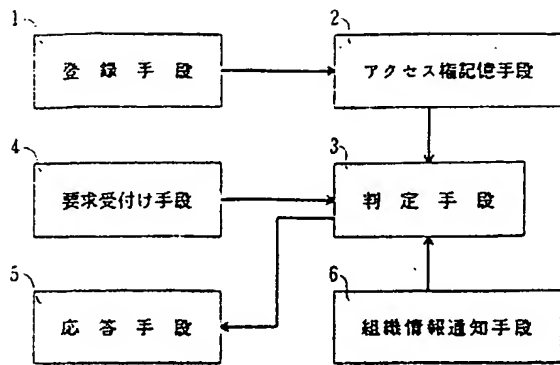 1
登録手段
2
アクセス権記憶手段
4
要求受付け手段
3
判定手段
5
応答手段
6
組織情報通知手段